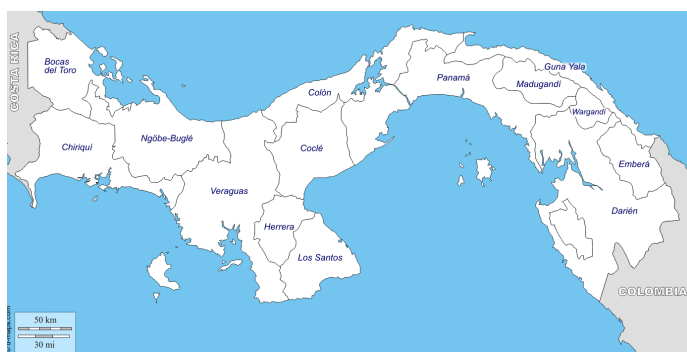 COSTA RICA
Bocas
del Toro
Chiriquí
Ngöbe-Buglé
Veraguas
Colón
Coclé
Herrera
Los Santos
Panamá
Guna Yala
Madugandí
Wargandí
Emberá
Darién
COLOMBIA
50 km
30 mi